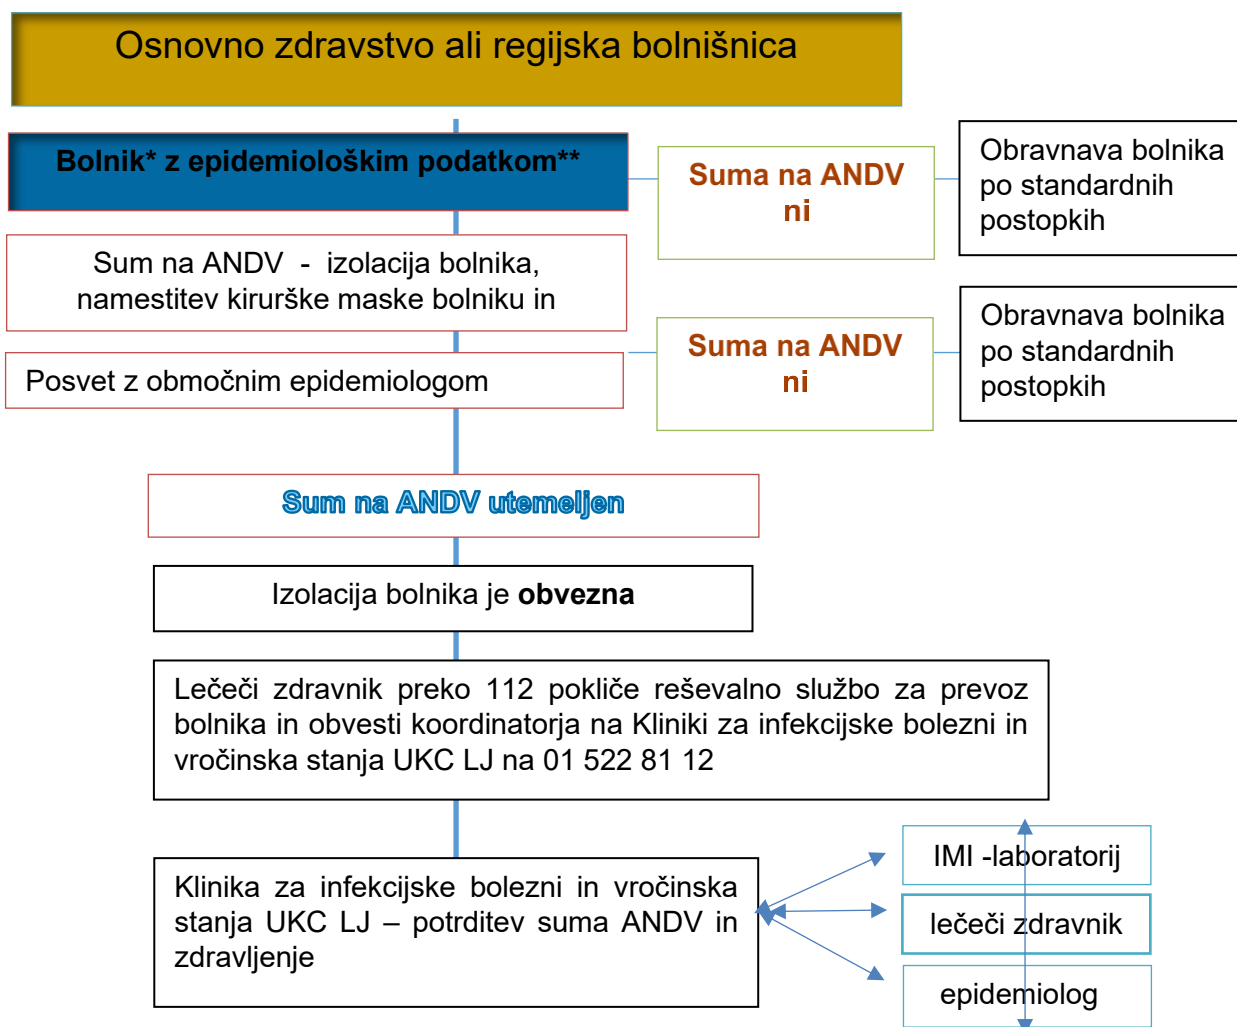 Osnovno zdravstvo ali regijska bolnišnica
Bolnik* z epidemiološkim podatkom**
Suma na ANDV
ni
Obravnava bolnika
po standardnih
postopkih
Sum na ANDV - izolacija bolnika,
namestitev kirurške maske bolniku in
Posvet z območnim epidemiologom
Suma na ANDV
ni
Obravnava bolnika
po standardnih
postopkih
Sum na ANDV utemeljen
Izolacija bolnika je obvezna
Lečeči zdravnik preko 112 pokliče reševalno službo za prevoz
bolnika in obvesti koordinatorja na Kliniki za infekcijske bolezni in
vročinska stanja UKC LJ na 01 522 81 12
Klinika za infekcijske bolezni in vročinska
stanja UKC LJ – potrditev suma ANDV in
zdravljenje
IMI -laboratorij
lečeči zdravnik
epidemiolog